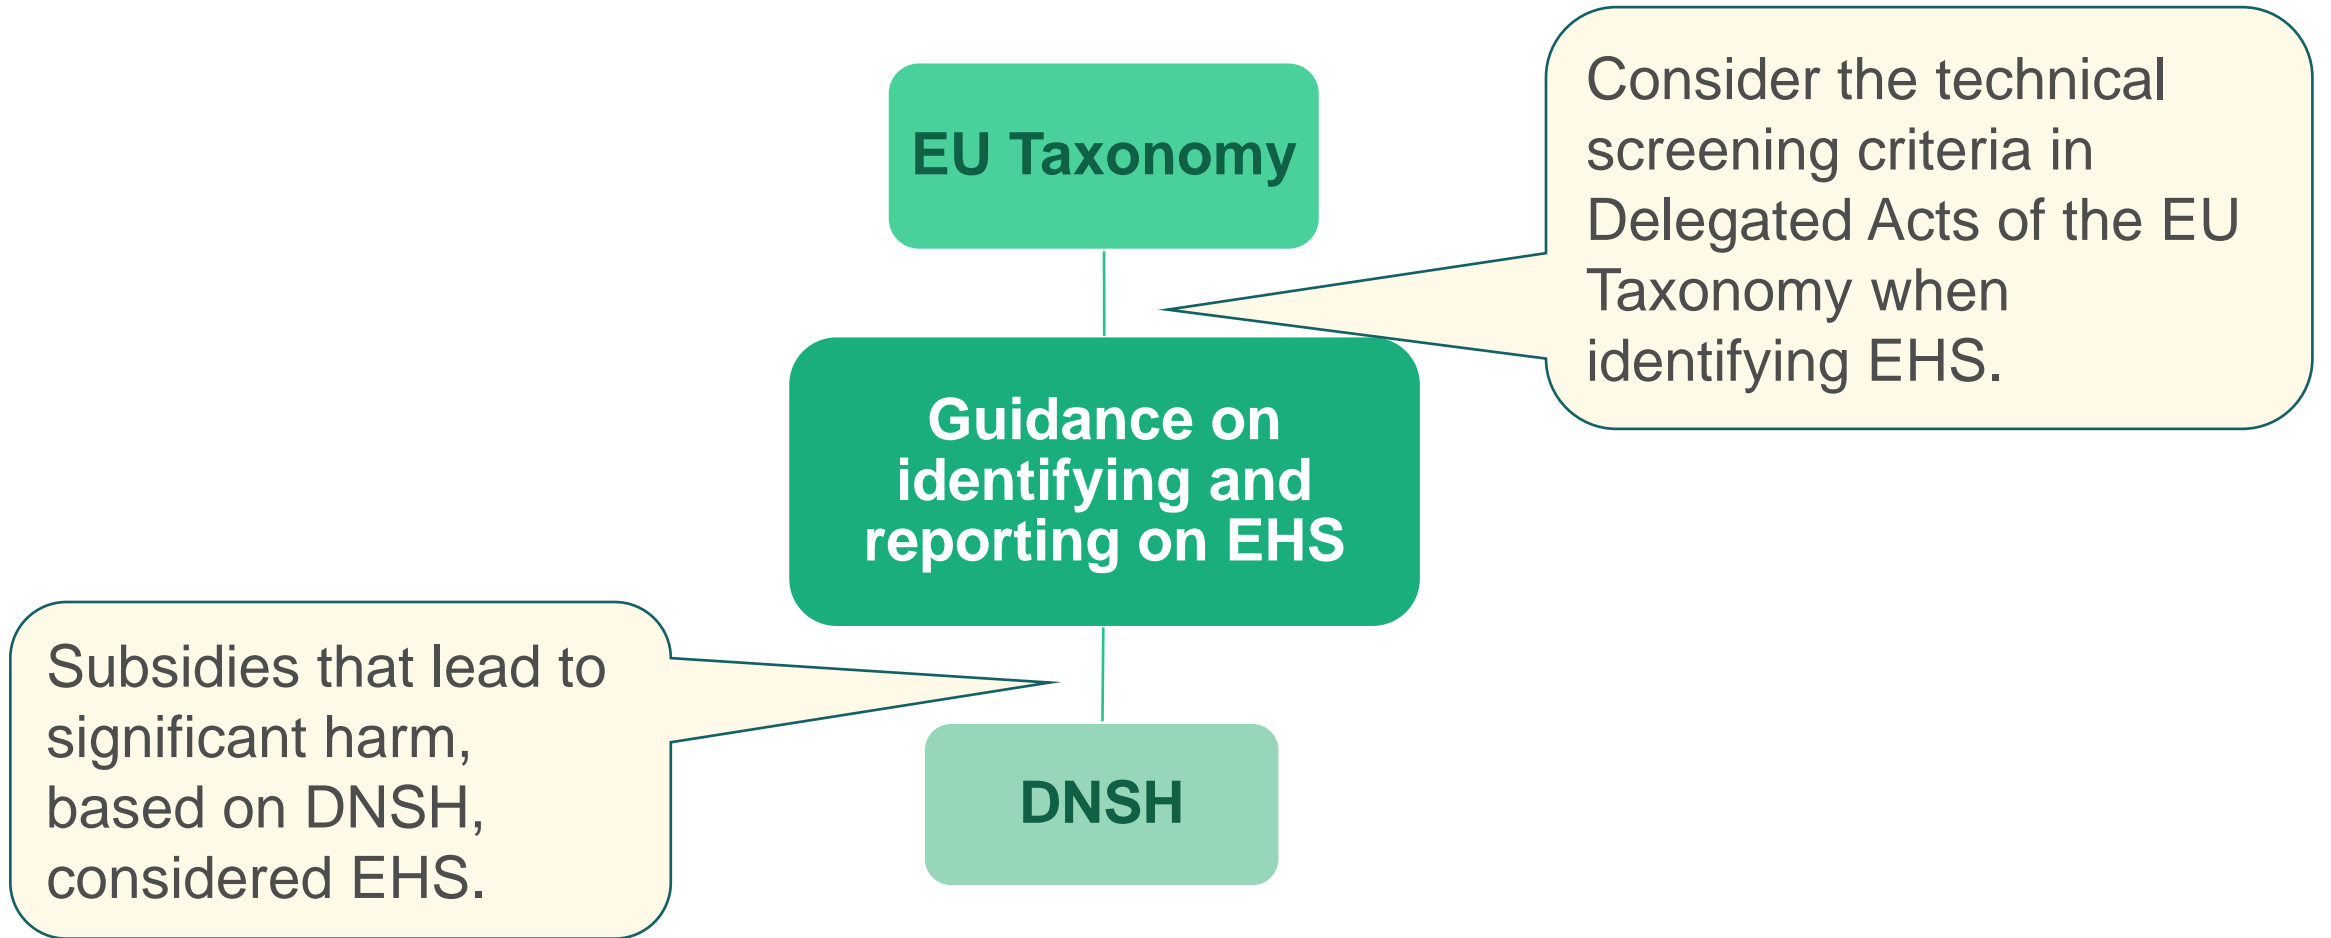 EU Taxonomy
Consider the technical
screening criteria in
Delegated Acts of the EU
Taxonomy when
identifying EHS.
Guidance on
identifying and
reporting on EHS
Subsidies that lead to
significant harm,
based on DNSH,
considered EHS.
DNSH